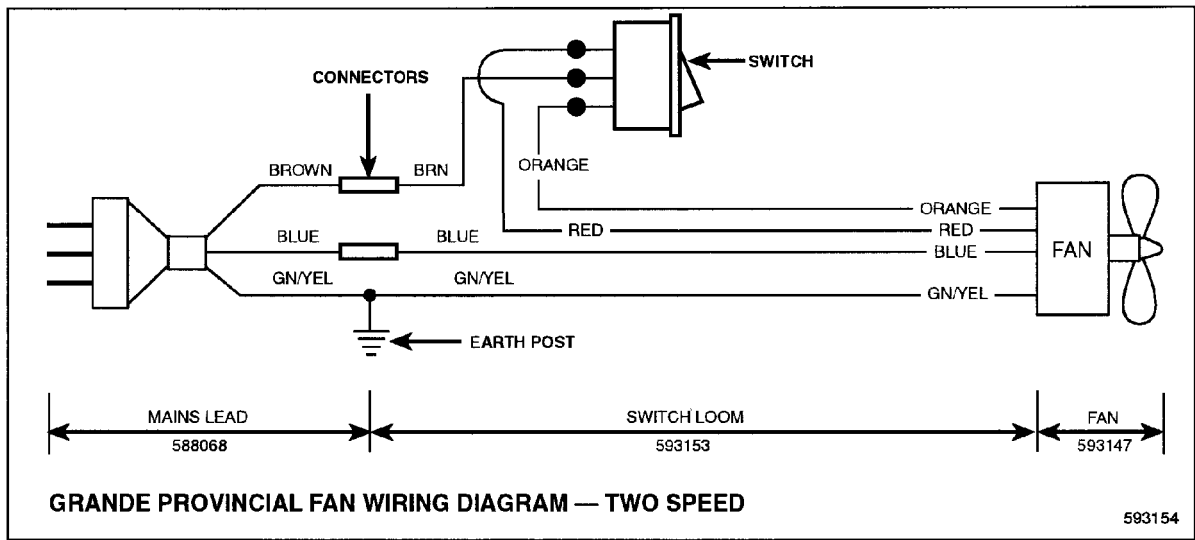 SWITCH
CONNECTORS
BROWN
BRN
ORANGE
ORANGE
BLUE
BLUE
RED
RED
BLUE
FAN
GN/YEL
GN/YEL
GN/YEL
EARTH POST
MAINS LEAD
588068
SWITCH LOOM
593153
FAN
593147
GRANDE PROVINCIAL FAN WIRING DIAGRAM — TWO SPEED
593154